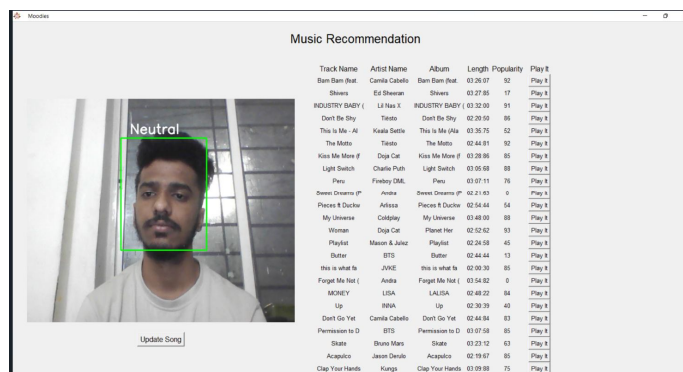 Moodies
Music Recommendation
Track Name Artist Name Album Length Popularity Play It
Bam Bam (feat. Camila Cabello Bam Bam (feat. 03:26:07 92 Play It
Shivers Ed Sheeran Shivers 03:27:85 17 Play It
INDUSTRY BABY ( Lil Nas X INDUSTRY BABY ( 03:32:00 91 Play It
Don't Be Shy Tiësto Don't Be Shy 02:20:50 86 Play It
This Is Me - Al Keala Settle This Is Me (Ala 03:35:75 52 Play It
The Motto Tiësto The Motto 02:44:81 92 Play It
Kiss Me More (f Doja Cat Kiss Me More (f 03:28:86 85 Play It
Light Switch Charlie Puth Light Switch 03:05:68 88 Play It
Peru Fireboy DML Peru 03:07:11 76 Play It
Sweet Dreams (P Andra Sweet Dreams (P 02:21:63 0 Play It
Pieces ft Duckw Arlissa Pieces ft Duckw 02:54:44 54 Play It
My Universe Coldplay My Universe 03:48:00 88 Play It
Woman Doja Cat Planet Her 02:52:62 93 Play It
Playlist Mason & Julez Playlist 02:24:58 45 Play It
Butter BTS Butter 02:44:44 13 Play It
this is what fa JVKE this is what fa 02:00:30 85 Play It
Forget Me Not ( Andra Forget Me Not ( 03:54:82 0 Play It
MONEY LISA LALISA 02:48:22 84 Play It
Up INNA Up 02:30:39 40 Play It
Don't Go Yet Camila Cabello Don't Go Yet 02:44:84 83 Play It
Permission to D BTS Permission to D 03:07:58 85 Play It
Skate Bruno Mars Skate 03:23:12 63 Play It
Acapulco Jason Derulo Acapulco 02:19:67 85 Play It
Clap Your Hands Kungs Clap Your Hands 03:09:88 75 Play It
Neutral
Update Song